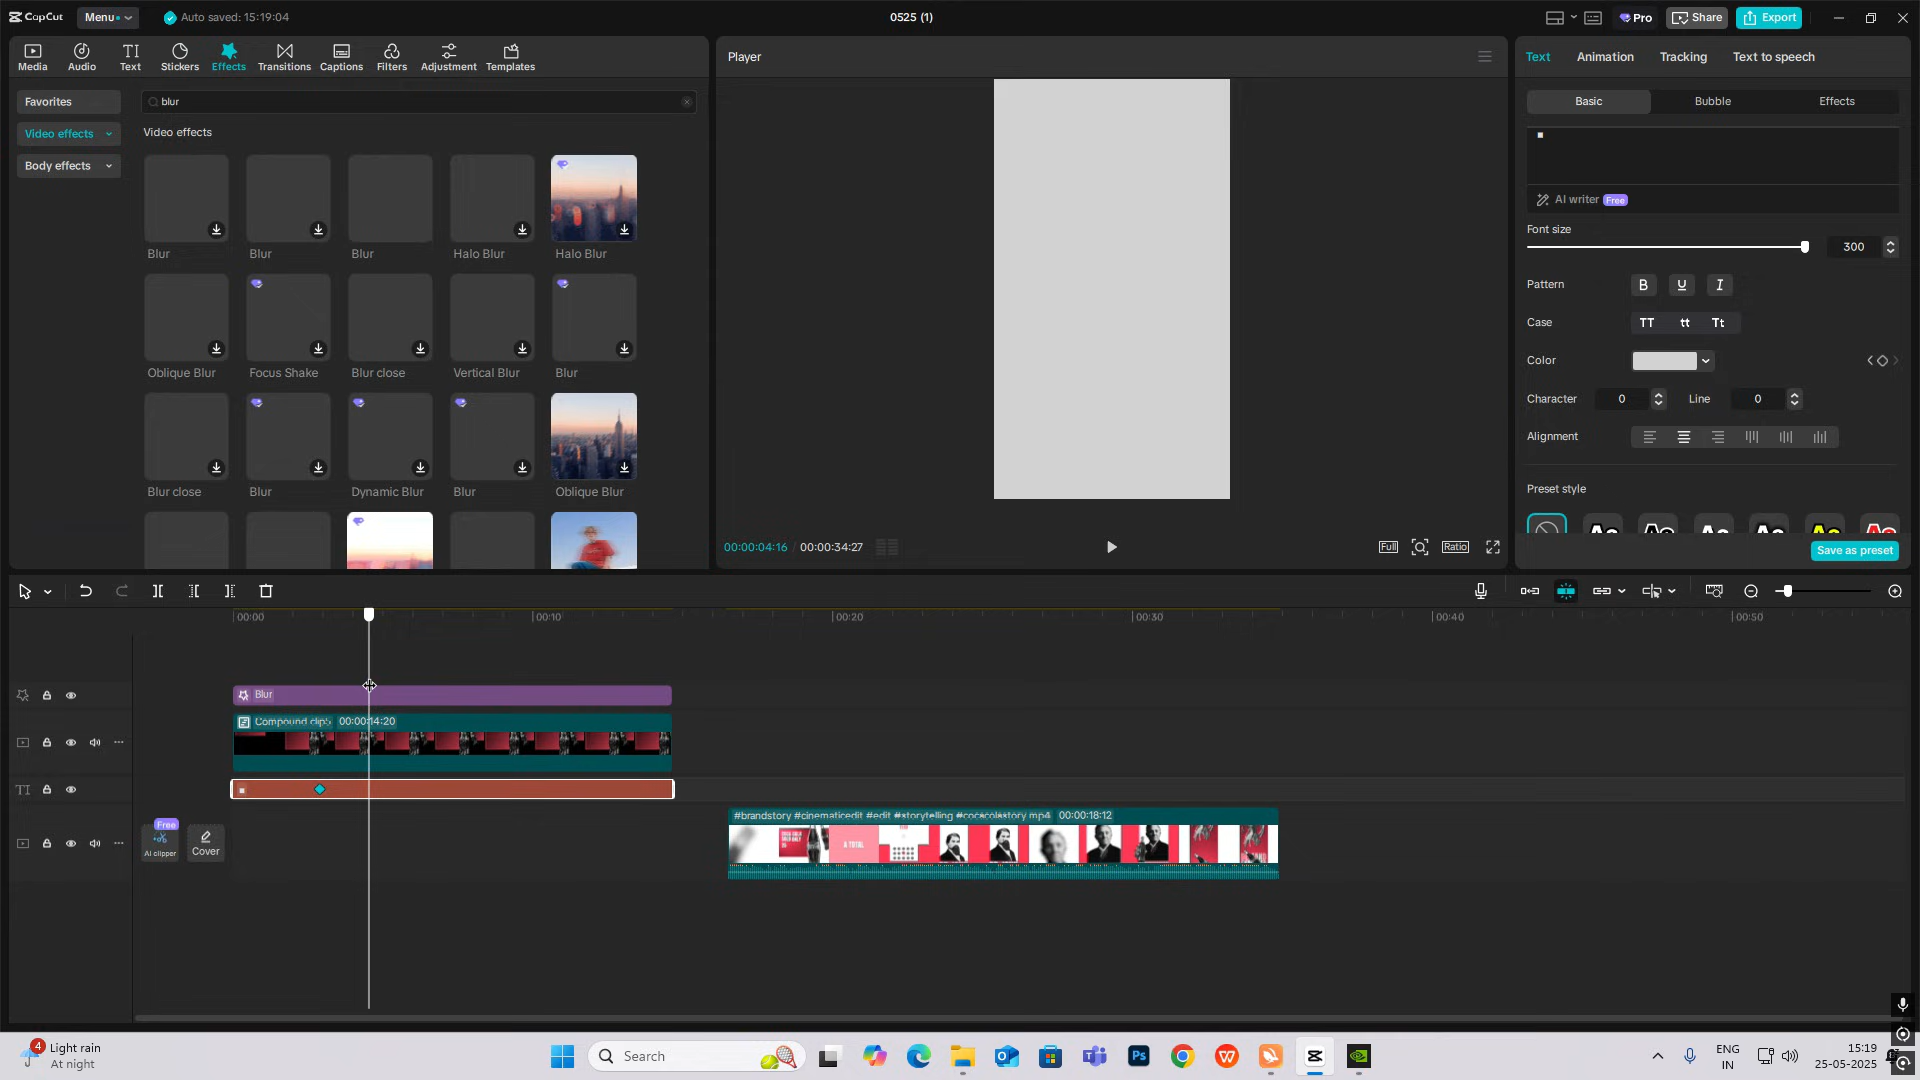 CapCut
Menu
Auto saved: 15:19:04
0525 (1)
Pro
Share
Export
Media
Audio
Text
Stickers
Effects
Transitions
Captions
Filters
Adjustment
Templates
Player
Text
Animation
Tracking
Text to speech
Favorites
Video effects
Body effects
blur
Video effects
Blur
Blur
Blur
Halo Blur
Halo Blur
Oblique Blur
Focus Shake
Blur close
Vertical Blur
Blur
Blur close
Blur
Dynamic Blur
Blur
Oblique Blur
00:00:04:16 / 00:00:34:27
Full
Ratio
Basic
Bubble
Effects
AI writer Free
Font size
300
Pattern
B U I
Case
TT tt Tt
Color
Character 0 Line 0
Alignment
Preset style
Save as preset
00:00
00:10
00:20
00:30
00:40
00:50
Blur
Compound clip5 00:00:14:20
TI
Free
AI clipper
Cover
#brandstory #cinematicedit #edit #storytelling #cocacolastory mp4 00:00:18:12
A TOTAL
4
Light rain
At night
Search
Ps
ENG
IN
15:19
25-05-2025